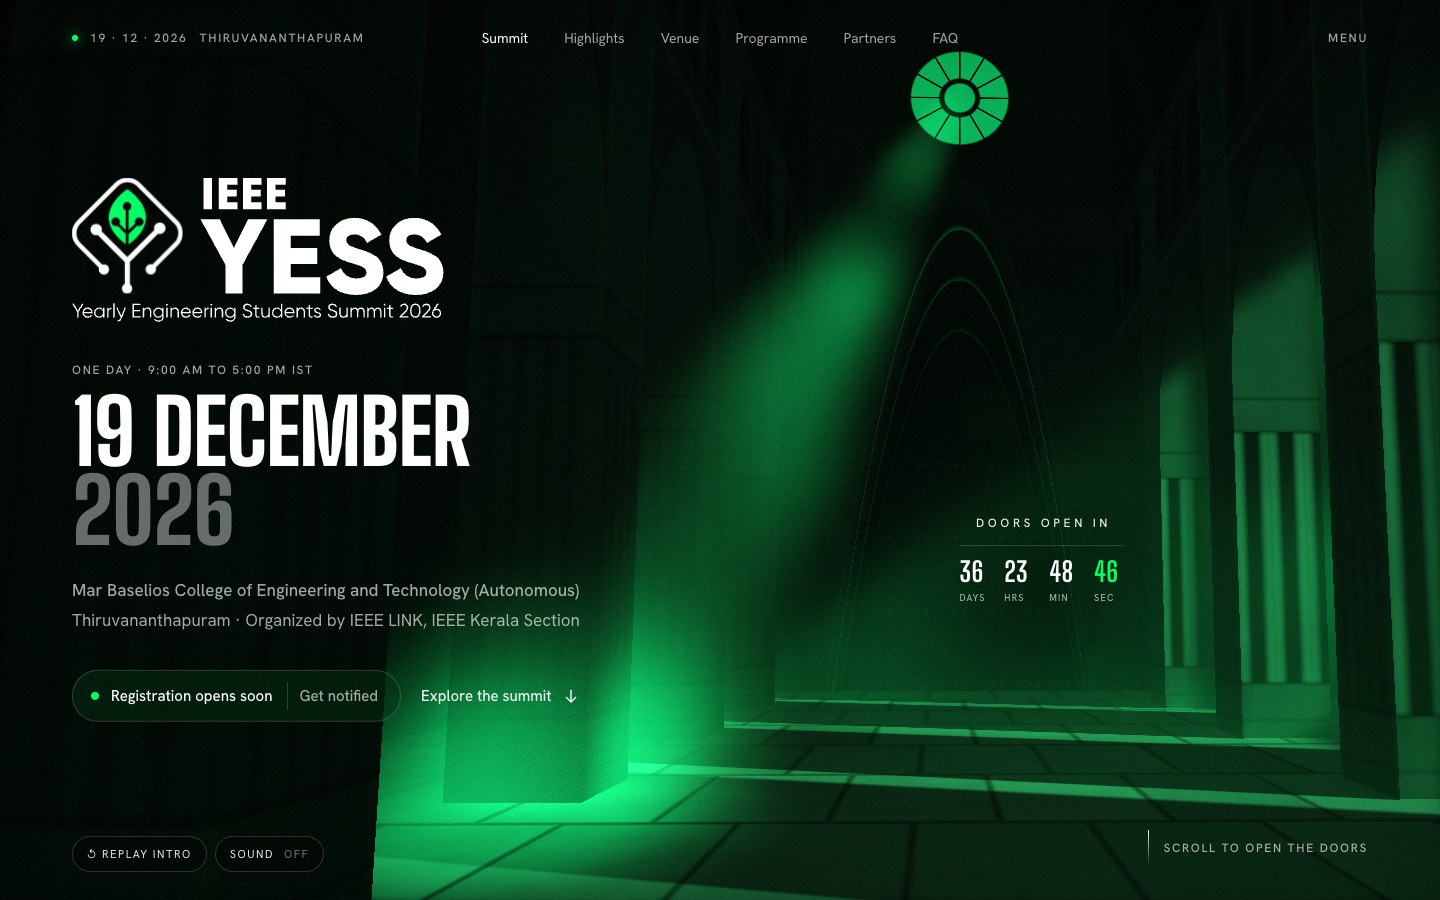 19 · 12 · 2026 THIRUVANANTHAPURAM
Summit Highlights Venue Programme Partners FAQ
MENU
IEEE
YESS
Yearly Engineering Students Summit 2026
ONE DAY · 9:00 AM TO 5:00 PM IST
19 DECEMBER
2026
DOORS OPEN IN
36 23 48 46
DAYS HRS MIN SEC
Mar Baselios College of Engineering and Technology (Autonomous)
Thiruvananthapuram · Organized by IEEE LINK, IEEE Kerala Section
Registration opens soon Get notified Explore the summit ↓
↺ REPLAY INTRO SOUND OFF
SCROLL TO OPEN THE DOORS